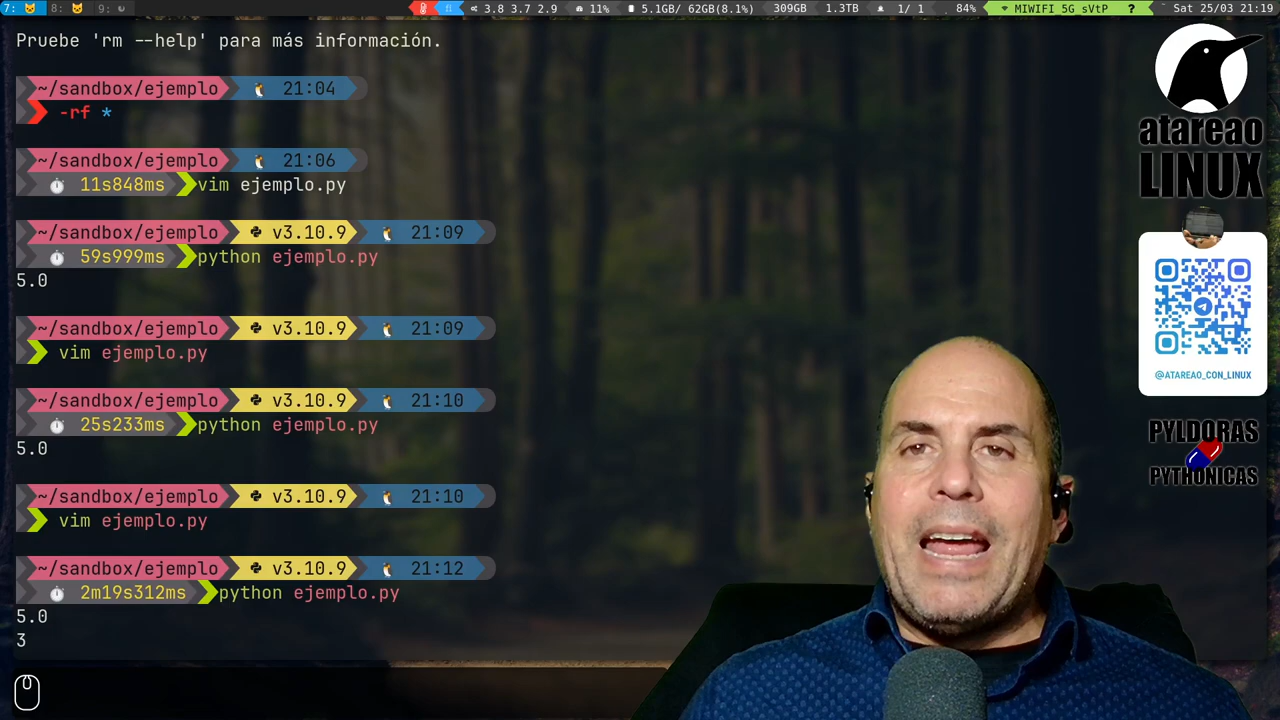 7: 8: 9: 3.8 3.7 2.9 11% 5.1GB/ 62GB(8.1%) 309GB 1.3TB 1/ 1 84% MIWIFI_5G_sVtP ? Sat 25/03 21:19
Pruebe 'rm --help' para más información.
~/sandbox/ejemplo 21:04
-rf *
~/sandbox/ejemplo 21:06
11s848ms vim ejemplo.py
~/sandbox/ejemplo v3.10.9 21:09
59s999ms python ejemplo.py
5.0
~/sandbox/ejemplo v3.10.9 21:09
vim ejemplo.py
~/sandbox/ejemplo v3.10.9 21:10
25s233ms python ejemplo.py
5.0
~/sandbox/ejemplo v3.10.9 21:10
vim ejemplo.py
~/sandbox/ejemplo v3.10.9 21:12
2m19s312ms python ejemplo.py
5.0
3
atareao
LINUX
@ATAREAO_CON_LINUX
PYLDORAS
PYTHONICAS